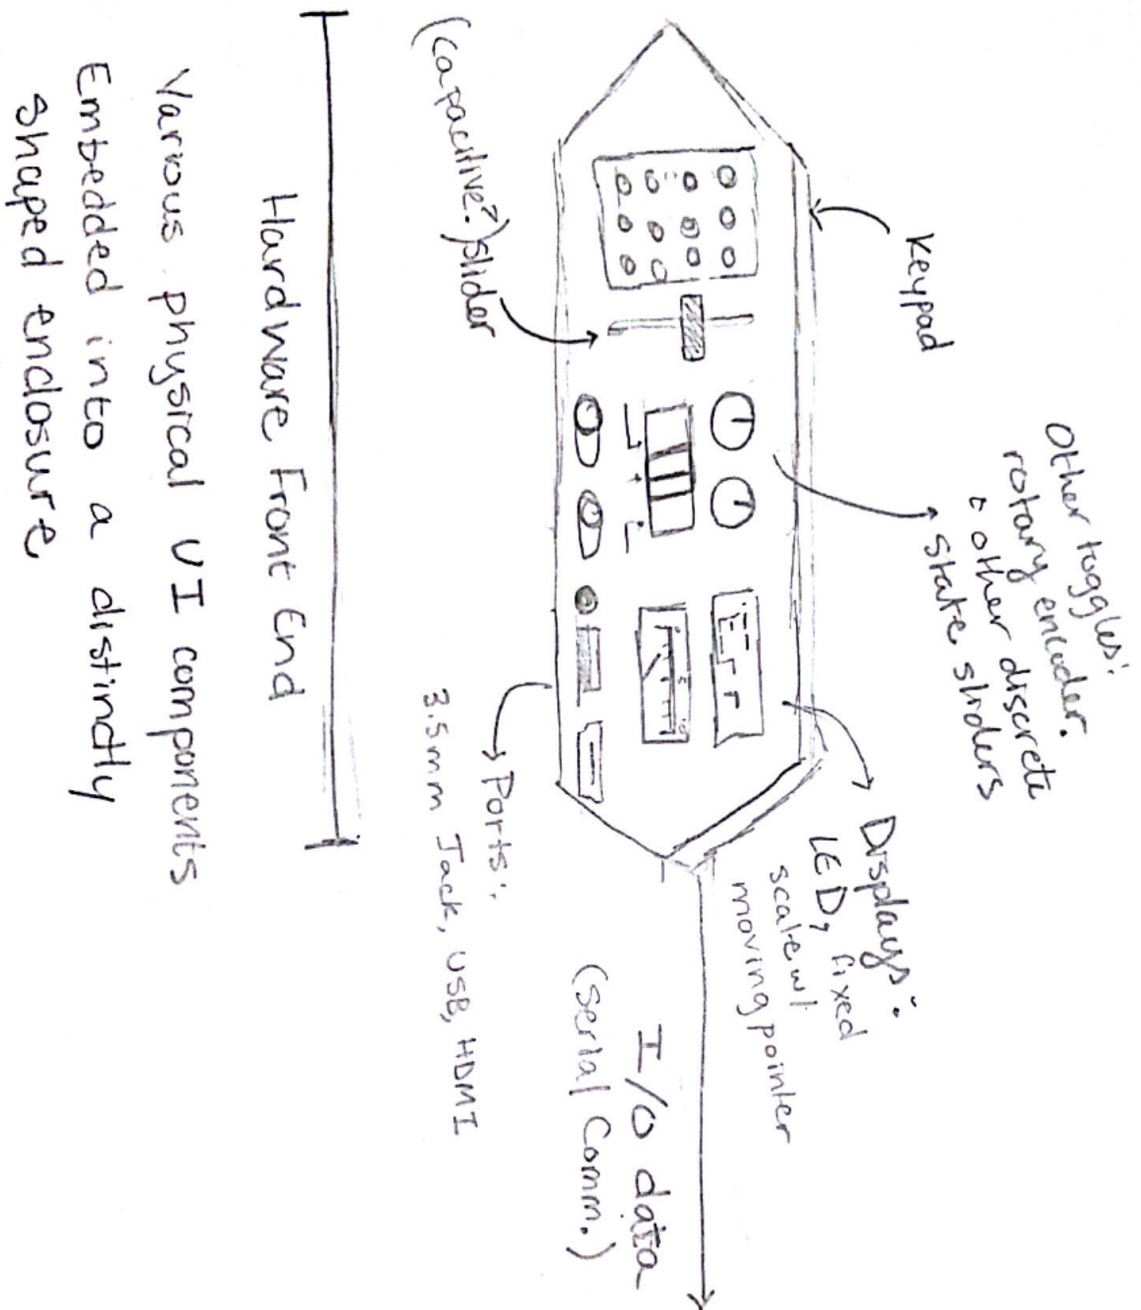 Other toggles:
rotary encoder.
& other discrete
state sliders
Keypad
Displays:
LED, fixed
scale w/
moving pointer
I/O data
(Serial Comm.)
(capacitive?) slider
Ports:
3.5mm Jack, USB, HDMI
Hardware Front End
Various physical UI components
Embedded into a distinctly
shaped enclosure